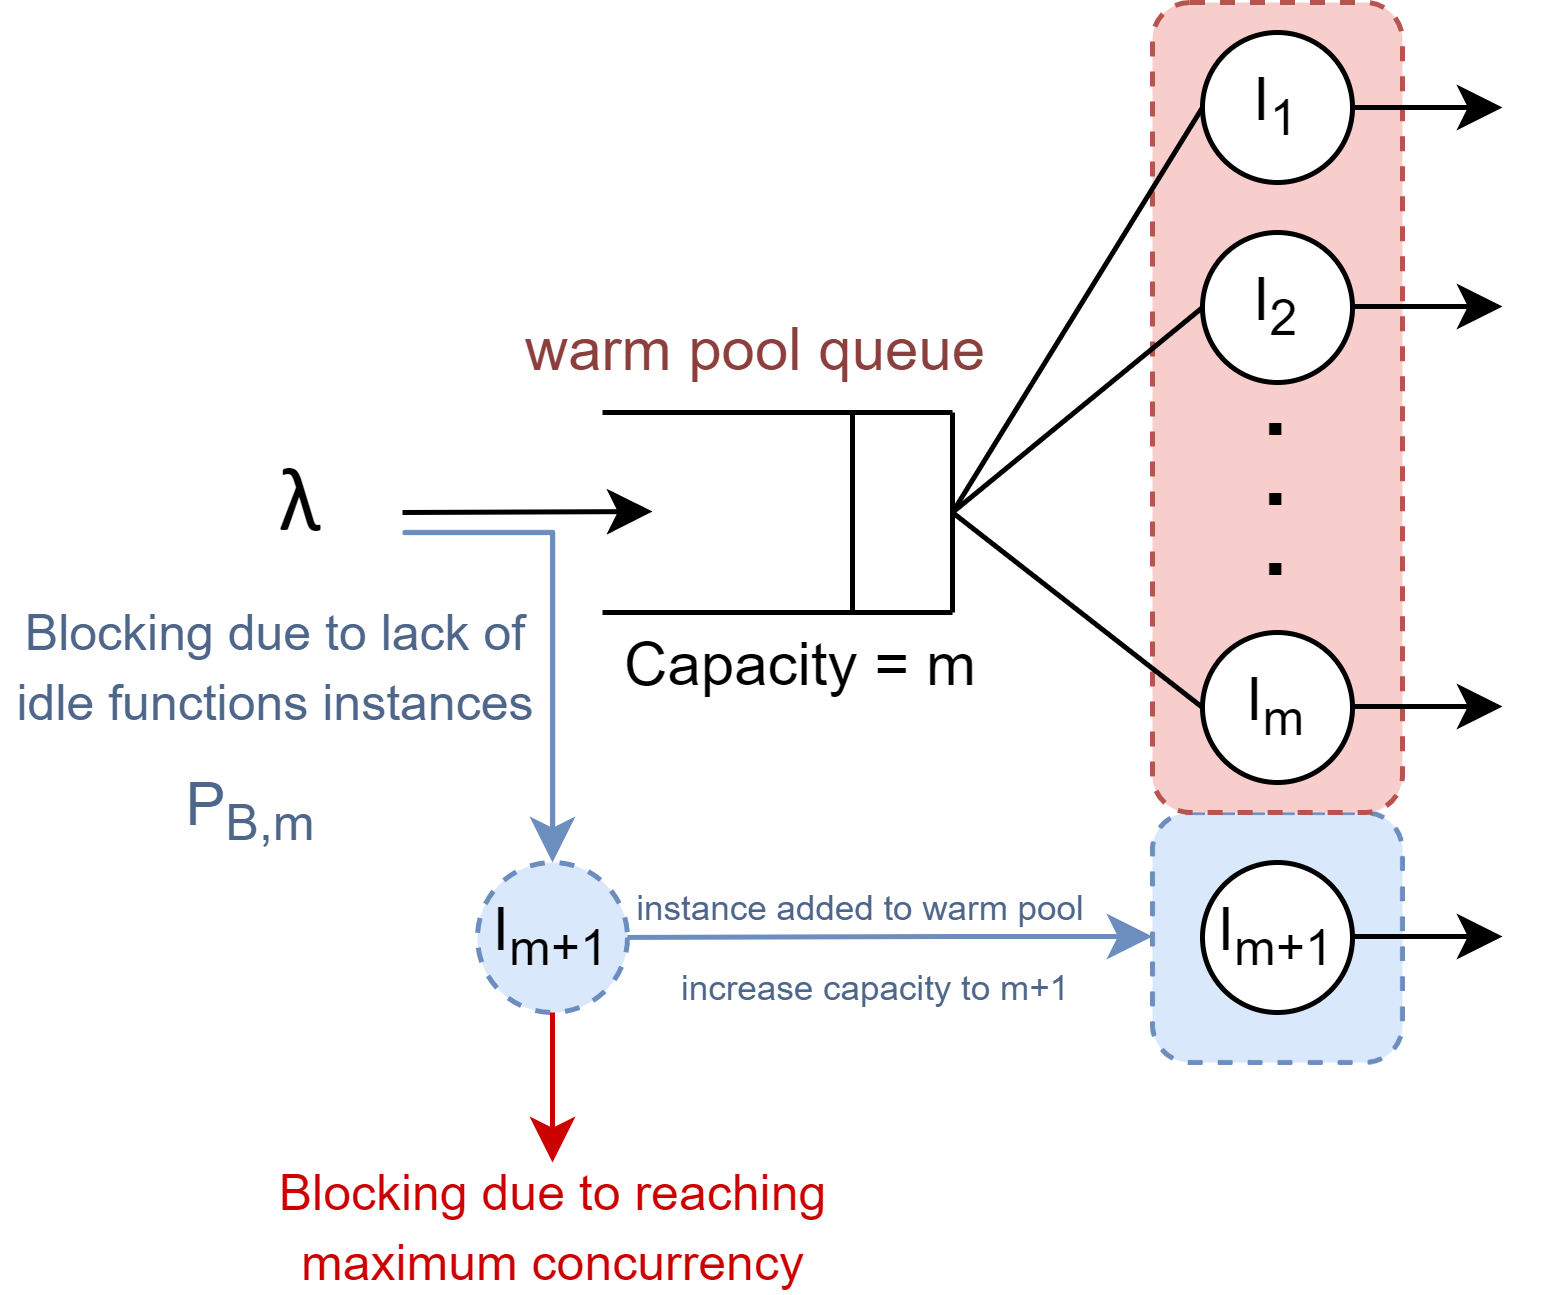 I1
I2
warm pool queue
λ
Blocking due to lack of
idle functions instances
Capacity = m
Im
PB,m
Im+1
instance added to warm pool
increase capacity to m+1
Im+1
Blocking due to reaching
maximum concurrency